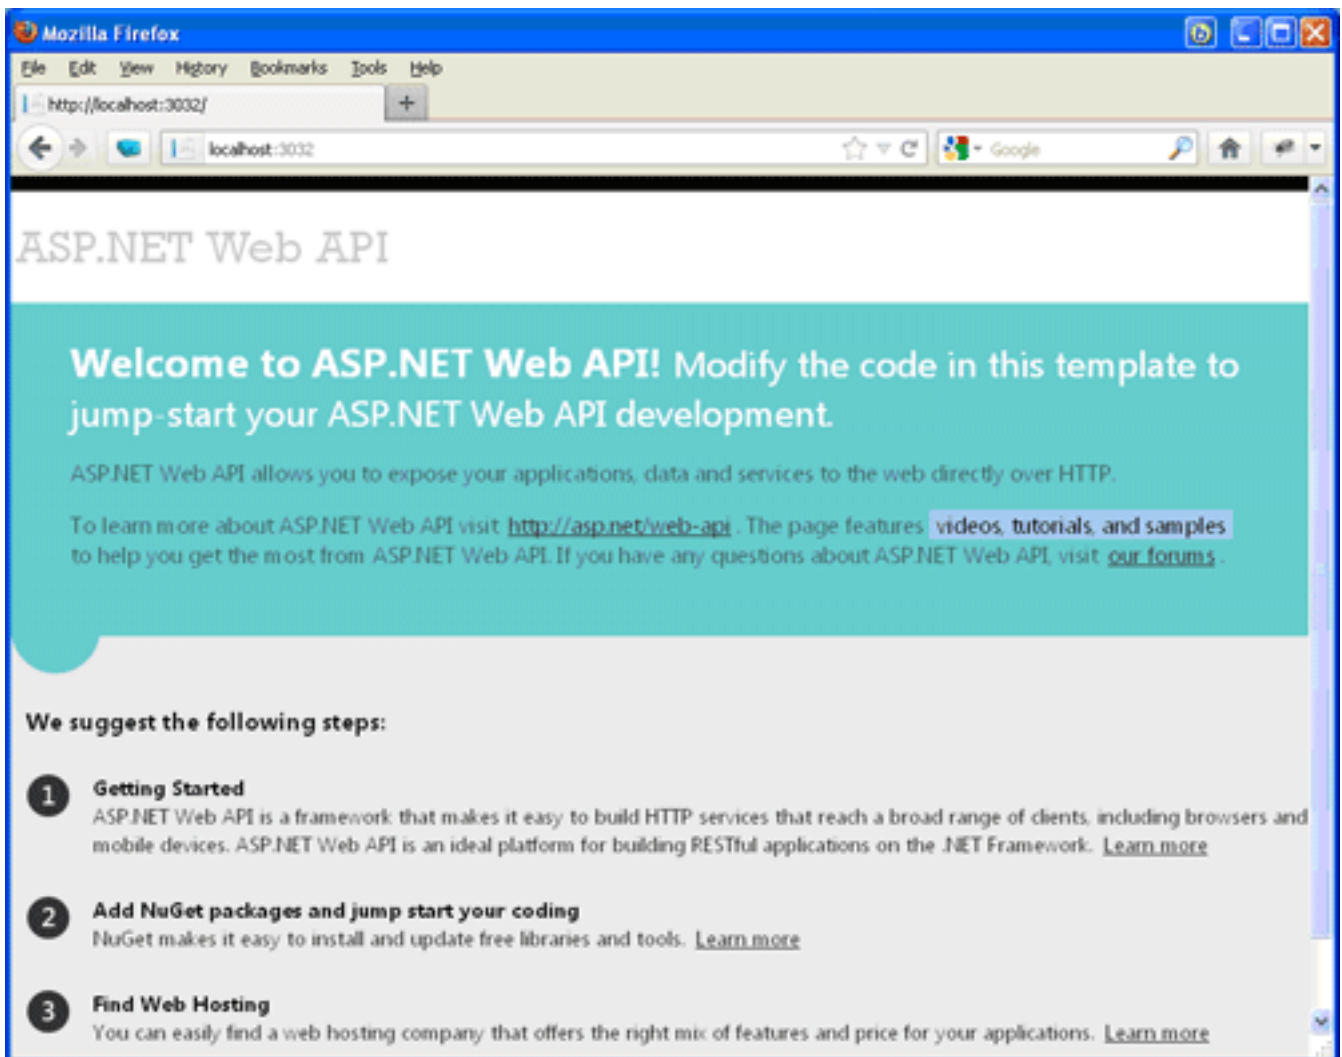 Mozilla Firefox
File Edit View History Bookmarks Tools Help
http://localhost:3032/
localhost:3032
Google
ASP.NET Web API
Welcome to ASP.NET Web API! Modify the code in this template to
jump-start your ASP.NET Web API development.
ASP.NET Web API allows you to expose your applications, data and services to the web directly over HTTP.
To learn more about ASP.NET Web API visit http://asp.net/web-api . The page features videos, tutorials, and samples
to help you get the most from ASP.NET Web API. If you have any questions about ASP.NET Web API, visit our forums .
We suggest the following steps:
1 Getting Started
ASP.NET Web API is a framework that makes it easy to build HTTP services that reach a broad range of clients, including browsers and
mobile devices. ASP.NET Web API is an ideal platform for building RESTful applications on the .NET Framework. Learn more
2 Add NuGet packages and jump start your coding
NuGet makes it easy to install and update free libraries and tools. Learn more
3 Find Web Hosting
You can easily find a web hosting company that offers the right mix of features and price for your applications. Learn more